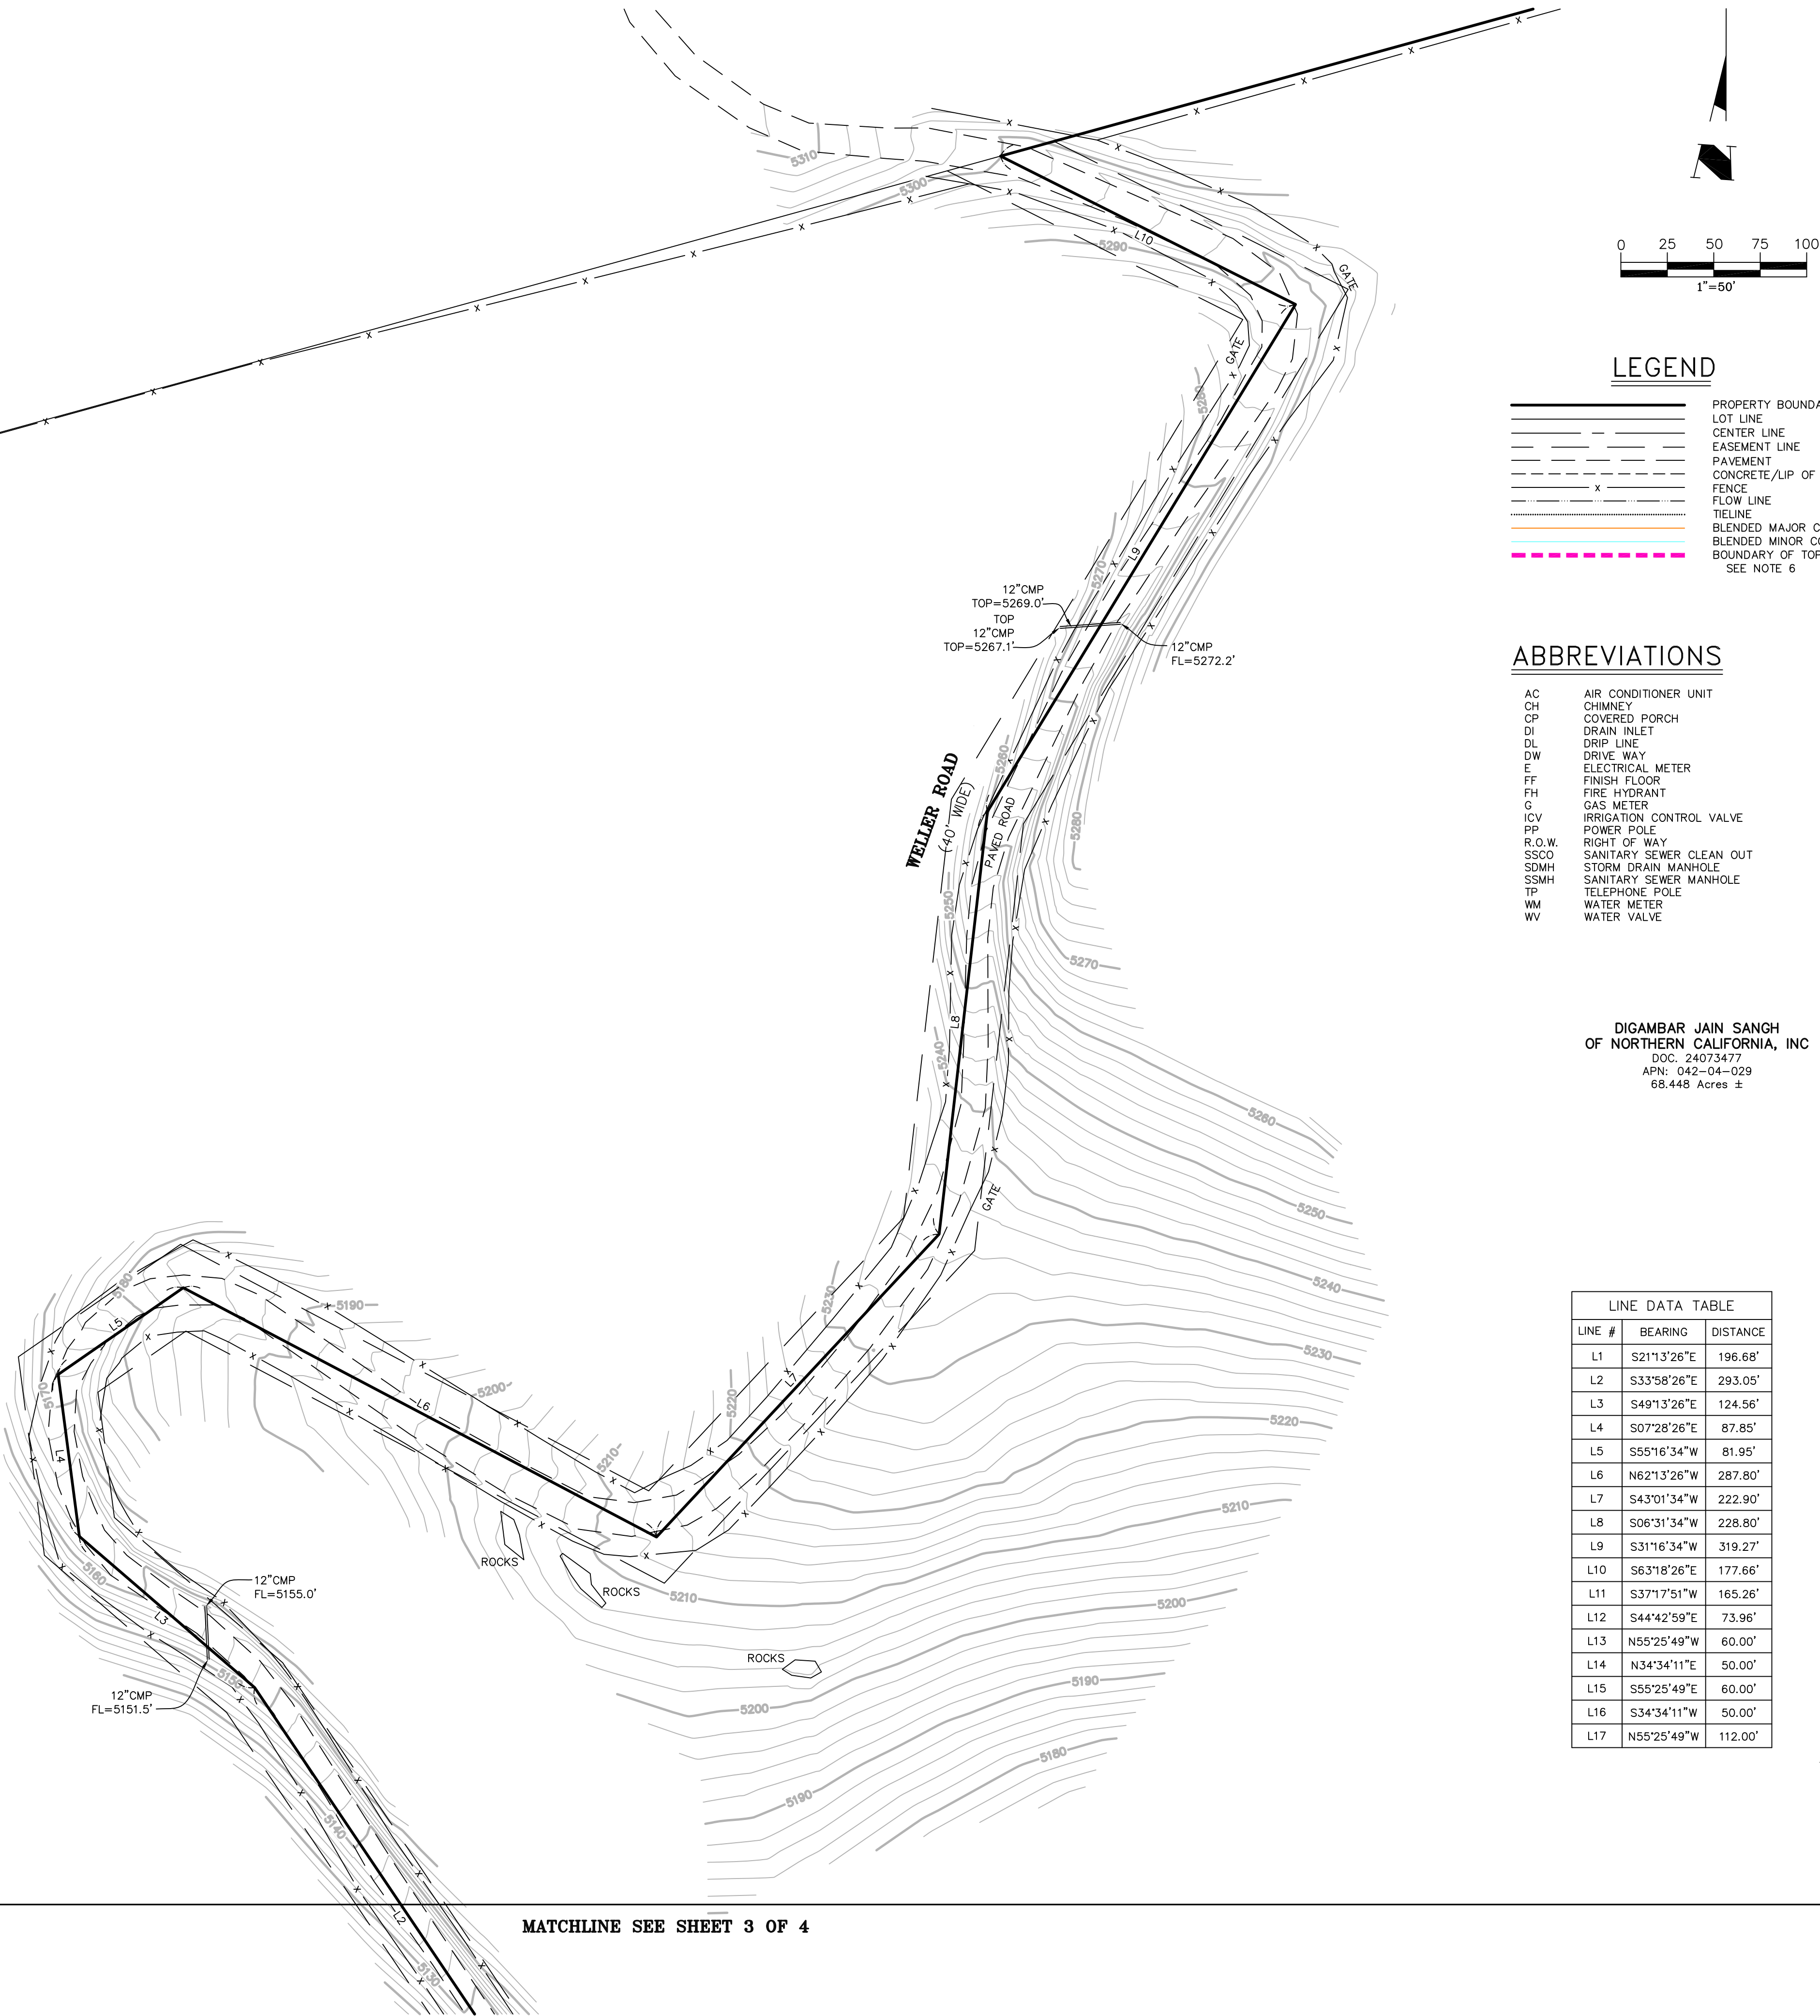 5310
5300
5290
L10
GATE
GATE
5280
L9
5270
12"CMP
TOP=5269.0'
TOP
12"CMP
TOP=5267.1'
12"CMP
FL=5272.2'
WELLER ROAD
(40' WIDE)
PAVED ROAD
5260
5280
5250
5270
L8
5240
5260
GATE
5250
5240
5230
5230
5220
5220
L7
5210
5210
5210
5200
5200
5190
5190
5180
5180
5190
5200
L6
L5
5170
L4
5160
L3
5150
12"CMP
FL=5155.0'
12"CMP
FL=5151.5'
ROCKS
ROCKS
ROCKS
5140
L2
5130
MATCHLINE SEE SHEET 3 OF 4
N
0 25 50 75 100
1"=50'
LEGEND
PROPERTY
LOT LINE
CENTER LINE
EASEMENT LINE
PAVEMENT
CONCRETE/LIP OF
FENCE
FLOW LINE
TIELINE
BLENDED MAJOR
BLENDED MINOR
BOUNDARY OF
SEE NOTE 6
ABBREVIATIONS
AC AIR CONDITIONER UNIT
CH CHIMNEY
CP COVERED PORCH
DI DRAIN INLET
DL DRIP LINE
DW DRIVE WAY
E ELECTRICAL METER
FF FINISH FLOOR
FH FIRE HYDRANT
G GAS METER
ICV IRRIGATION CONTROL VALVE
PP POWER POLE
R.O.W. RIGHT OF WAY
SSCO SANITARY SEWER CLEAN OUT
SDMH STORM DRAIN MANHOLE
SSMH SANITARY SEWER MANHOLE
TP TELEPHONE POLE
WM WATER METER
WV WATER VALVE
DIGAMBAR JAIN SANGH
OF NORTHERN CALIFORNIA, INC
DOC. 24073477
APN: 042-04-029
68.448 Acres ±
LINE DATA TABLE
LINE # BEARING DISTANCE
L1 S21°13'26"E 196.68'
L2 S33°58'26"E 293.05'
L3 S49°13'26"E 124.56'
L4 S07°28'26"E 87.85'
L5 S55°16'34"W 81.95'
L6 N62°13'26"W 287.80'
L7 S43°01'34"W 222.90'
L8 S06°31'34"W 228.80'
L9 S31°16'34"W 319.27'
L10 S63°18'26"E 177.66'
L11 S37°17'51"W 165.26'
L12 S44°42'59"E 73.96'
L13 N55°25'49"W 60.00'
L14 N34°34'11"E 50.00'
L15 S55°25'49"E 60.00'
L16 S34°34'11"W 50.00'
L17 N55°25'49"W 112.00'